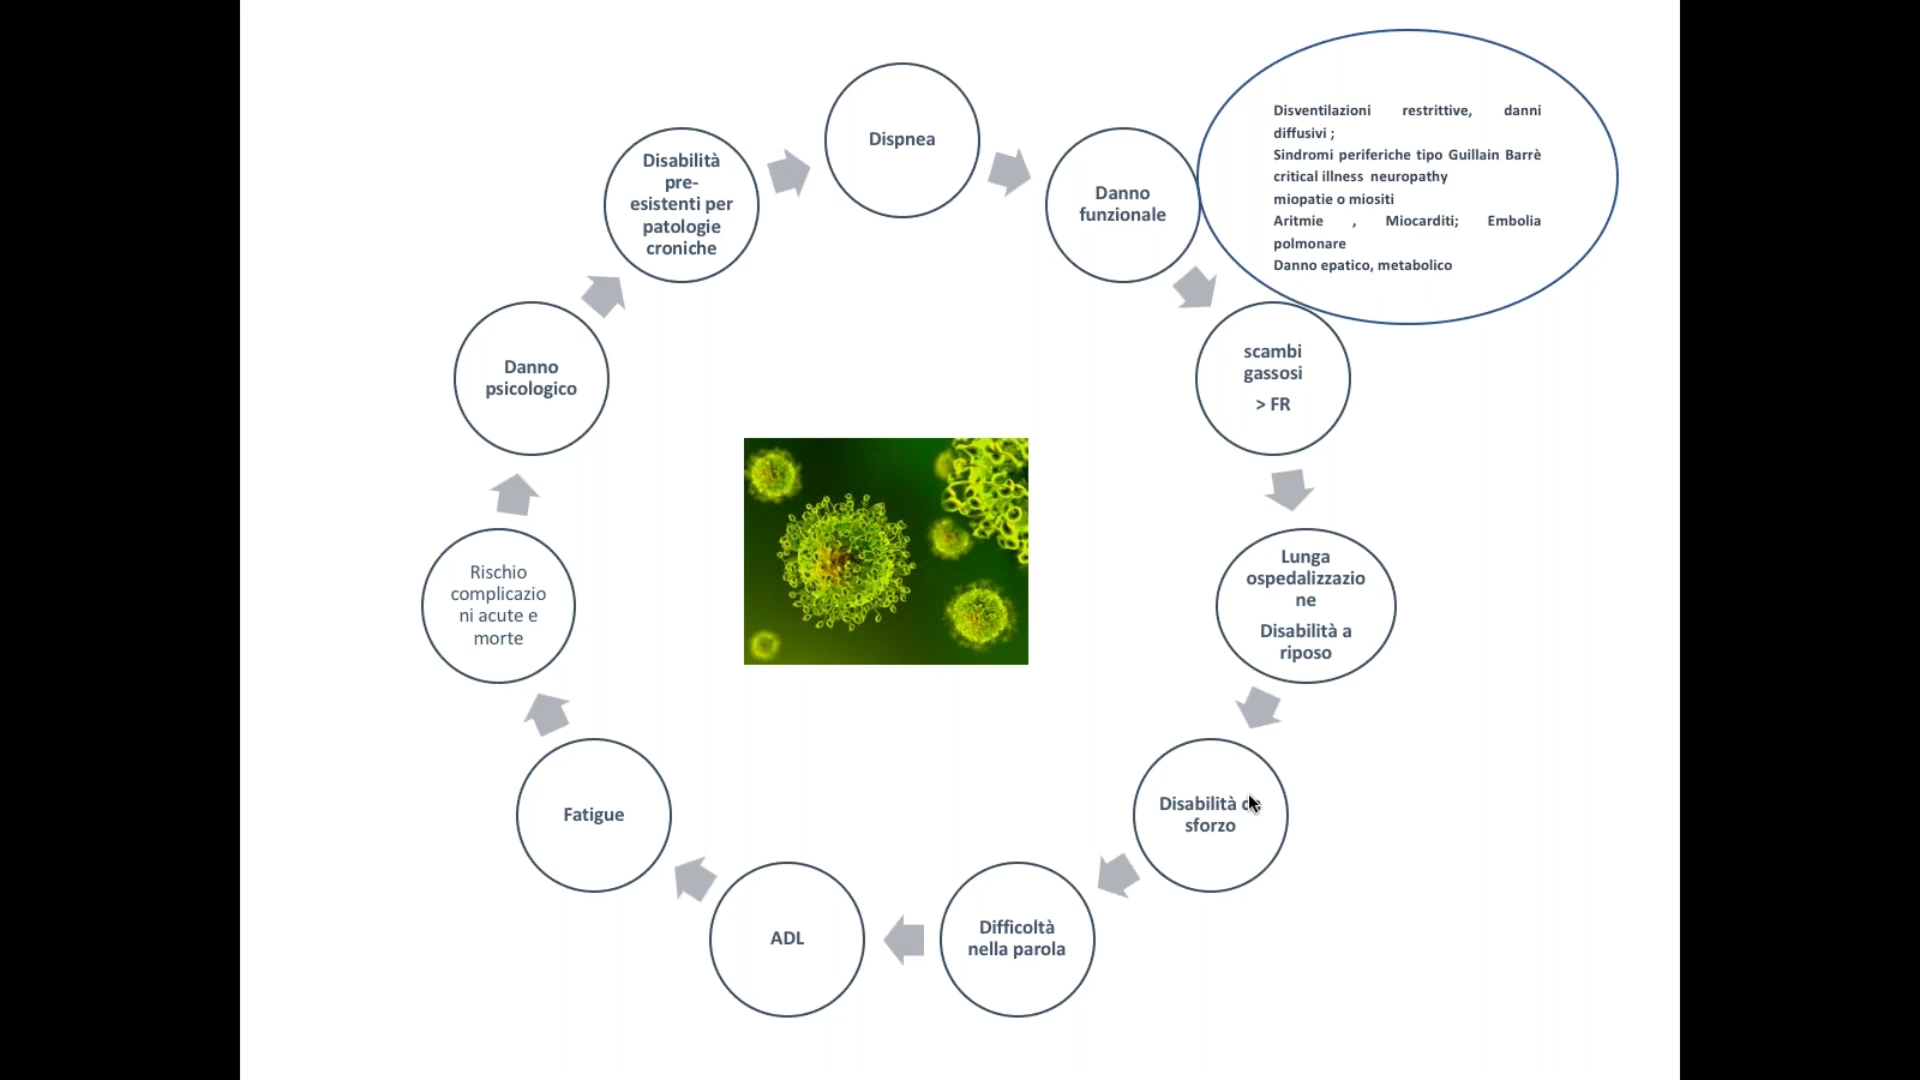 Dispnea
Danno
funzionale
Disventilazioni restrittive, danni
diffusivi ;
Sindromi periferiche tipo Guillain Barrè
critical illness neuropathy
miopatie o miositi
Aritmie , Miocarditi; Embolia
polmonare
Danno epatico, metabolico
scambi
gassosi
> FR
Lunga
ospedalizzazio
ne
Disabilità a
riposo
Disabilità
sforzo
Difficoltà
nella parola
ADL
Fatigue
Rischio
complicazio
ni acute e
morte
Danno
psicologico
Disabilità
pre-
esistenti per
patologie
croniche